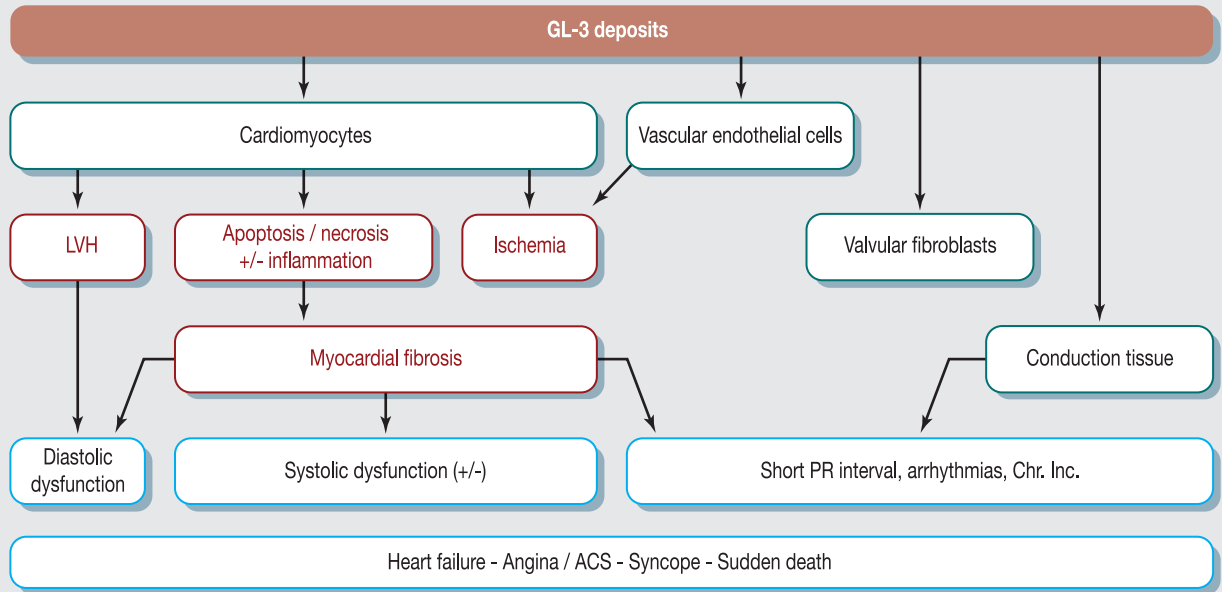 GL-3 deposits
Cardiomyocytes
Vascular endothelial cells
LVH
Apoptosis / necrosis
+/- inflammation
Ischemia
Valvular fibroblasts
Myocardial fibrosis
Conduction tissue
Diastolic
dysfunction
Systolic dysfunction (+/-)
Short PR interval, arrhythmias, Chr. Inc.
Heart failure - Angina / ACS - Syncope - Sudden death